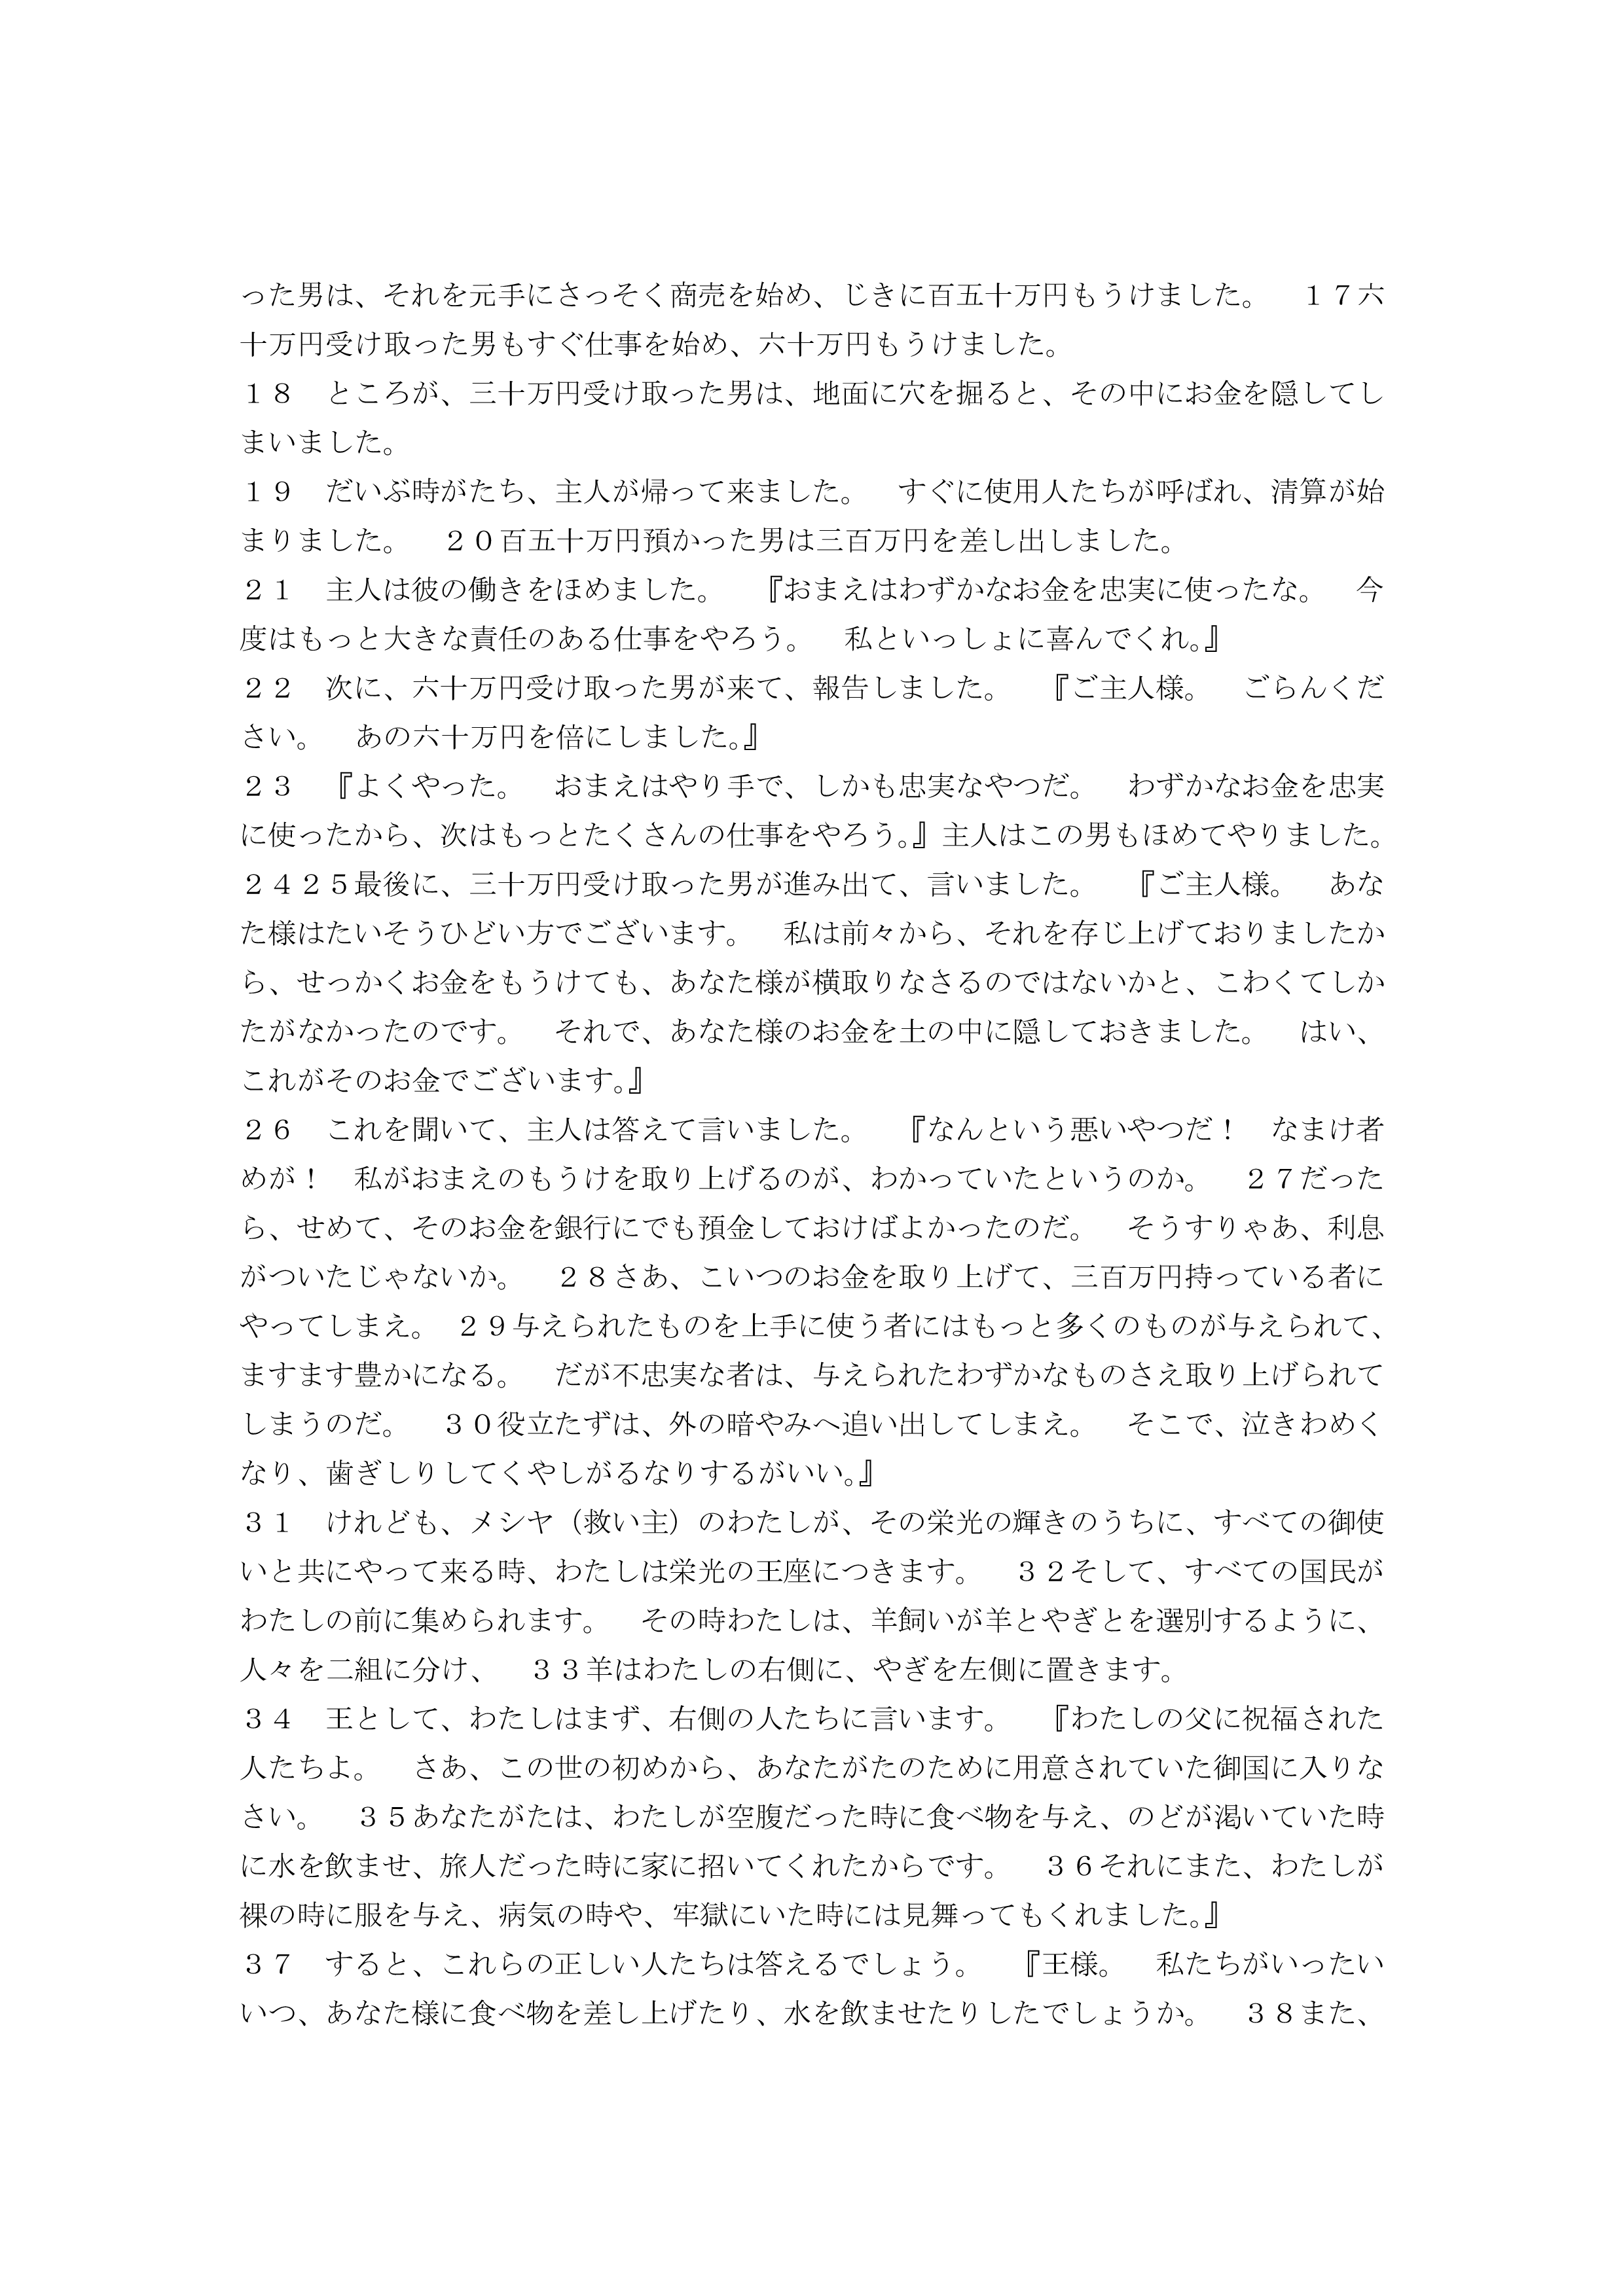 った男は、それを元手にさっそく商売を始め、じきに百五十万円もうけました。　１７六
十万円受け取った男もすぐ仕事を始め、六十万円もうけました。
１８　ところが、三十万円受け取った男は、地面に穴を掘ると、その中にお金を隠してし
まいました。
１９　だいぶ時がたち、主人が帰って来ました。　すぐに使用人たちが呼ばれ、清算が始
まりました。　２０百五十万円預かった男は三百万円を差し出しました。
２１　主人は彼の働きをほめました。　『おまえはわずかなお金を忠実に使ったな。　今
度はもっと大きな責任のある仕事をやろう。　私といっしょに喜んでくれ。』
２２　次に、六十万円受け取った男が来て、報告しました。　『ご主人様。　ごらんくだ
さい。　あの六十万円を倍にしました。』
２３　『よくやった。　おまえはやり手で、しかも忠実なやつだ。　わずかなお金を忠実
に使ったから、次はもっとたくさんの仕事をやろう。』主人はこの男もほめてやりました。
２４２５最後に、三十万円受け取った男が進み出て、言いました。　『ご主人様。　あな
た様はたいそうひどい方でございます。　私は前々から、それを存じ上げておりましたか
ら、せっかくお金をもうけても、あなた様が横取りなさるのではないかと、こわくてしか
たがなかったのです。　それで、あなた様のお金を土の中に隠しておきました。　はい、
これがそのお金でございます。』
２６　これを聞いて、主人は答えて言いました。　『なんという悪いやつだ！　なまけ者
めが！　私がおまえのもうけを取り上げるのが、わかっていたというのか。　２７だった
ら、せめて、そのお金を銀行にでも預金しておけばよかったのだ。　そうすりゃあ、利息
がついたじゃないか。　２８さあ、こいつのお金を取り上げて、三百万円持っている者に
やってしまえ。　２９与えられたものを上手に使う者にはもっと多くのものが与えられて、
ますます豊かになる。　だが不忠実な者は、与えられたわずかなものさえ取り上げられて
しまうのだ。　３０役立たずは、外の暗やみへ追い出してしまえ。　そこで、泣きわめく
なり、歯ぎしりしてくやしがるなりするがいい。』
３１　けれども、メシヤ（救い主）のわたしが、その栄光の輝きのうちに、すべての御使
いと共にやって来る時、わたしは栄光の王座につきます。　３２そして、すべての国民が
わたしの前に集められます。　その時わたしは、羊飼いが羊とやぎとを選別するように、
人々を二組に分け、　３３羊はわたしの右側に、やぎを左側に置きます。
３４　王として、わたしはまず、右側の人たちに言います。　『わたしの父に祝福された
人たちよ。　さあ、この世の初めから、あなたがたのために用意されていた御国に入りな
さい。　３５あなたがたは、わたしが空腹だった時に食べ物を与え、のどが渇いていた時
に水を飲ませ、旅人だった時に家に招いてくれたからです。　３６それにまた、わたしが
裸の時に服を与え、病気の時や、牢獄にいた時には見舞ってもくれました。』
３７　すると、これらの正しい人たちは答えるでしょう。　『王様。　私たちがいったい
いつ、あなた様に食べ物を差し上げたり、水を飲ませたりしたでしょうか。　３８また、